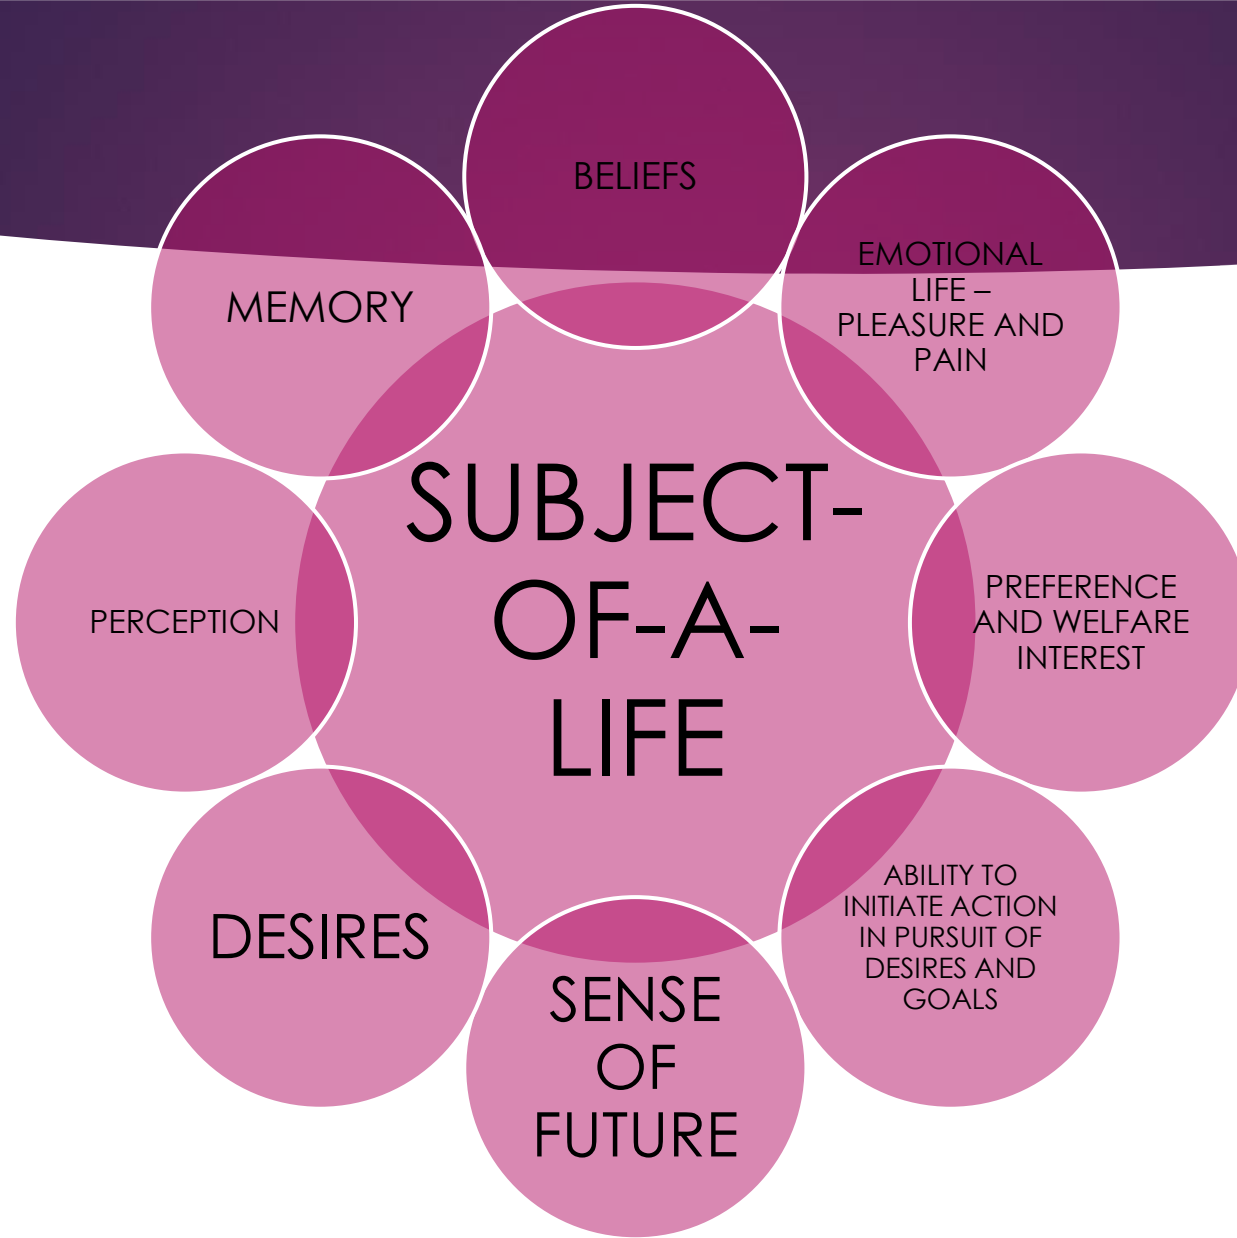 BELIEFS
EMOTIONAL
LIFE –
PLEASURE AND
PAIN
PREFERENCE
AND WELFARE
INTEREST
ABILITY TO
INITIATE ACTION
IN PURSUIT OF
DESIRES AND
GOALS
SENSE
OF
FUTURE
DESIRES
PERCEPTION
MEMORY
SUBJECT-
OF-A-
LIFE